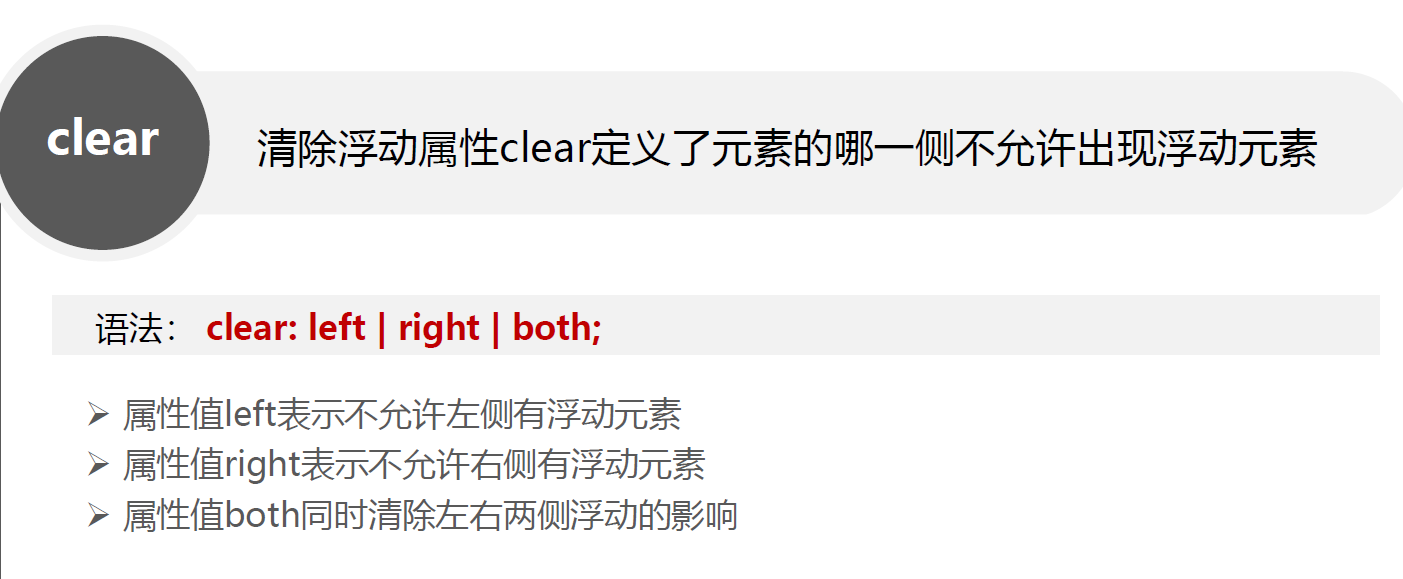 clear
清除浮动属性clear定义了元素的哪一侧不允许出现浮动元素
语法： clear: left | right | both;
➢ 属性值left表示不允许左侧有浮动元素
➢ 属性值right表示不允许右侧有浮动元素
➢ 属性值both同时清除左右两侧浮动的影响